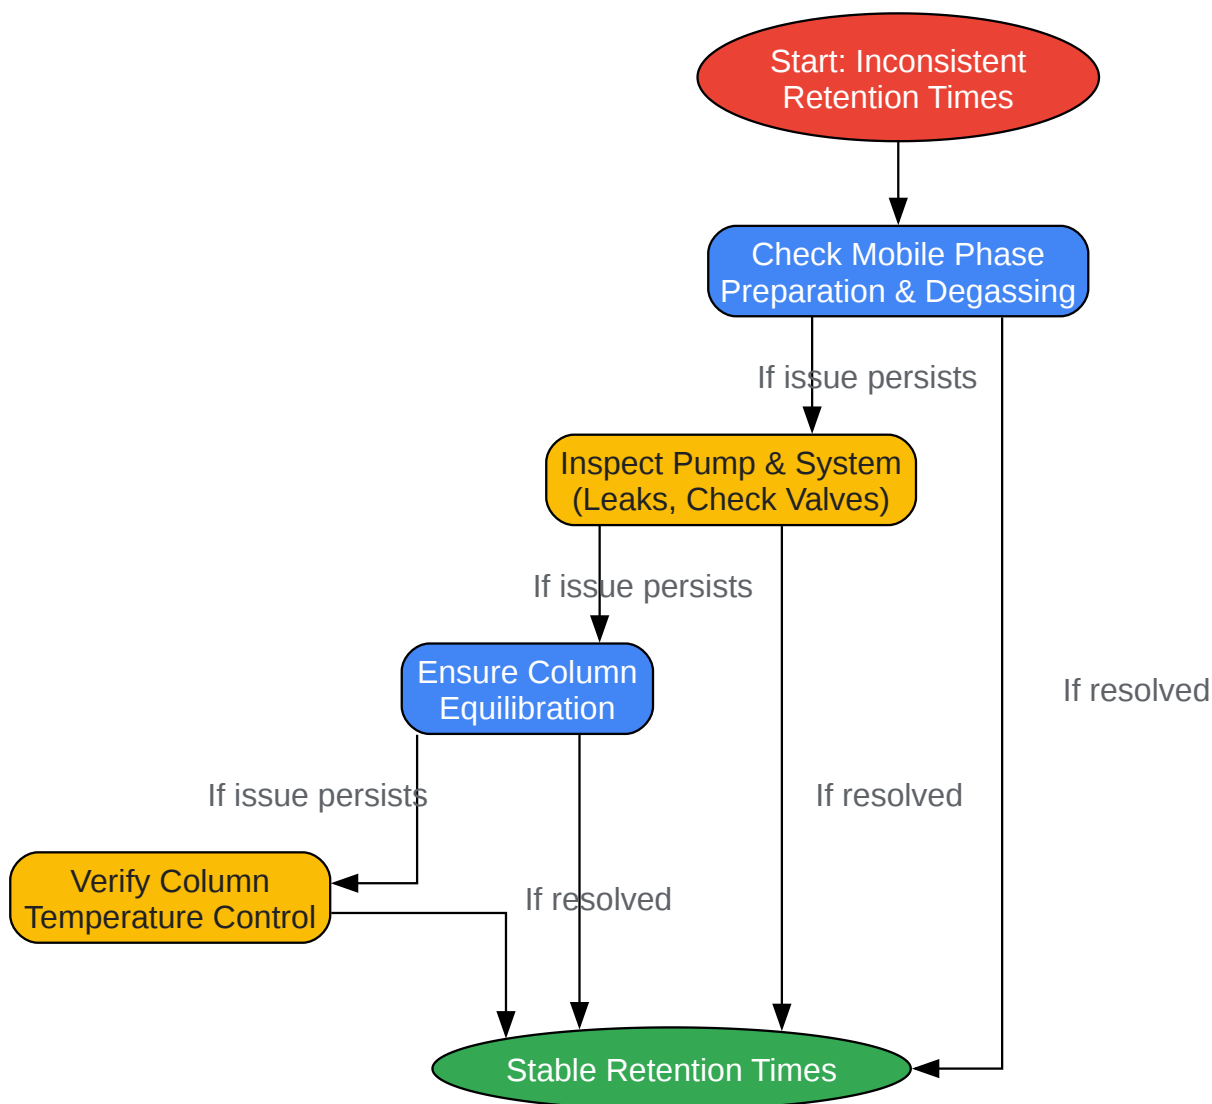 Start: Inconsistent
Retention Times
Check Mobile Phase
Preparation & Degassing
If issue persists
Inspect Pump & System
(Leaks, Check Valves)
If issue persists
Ensure Column
Equilibration
If resolved
If issue persists
If resolved
Verify Column
Temperature Control
If resolved
Stable Retention Times